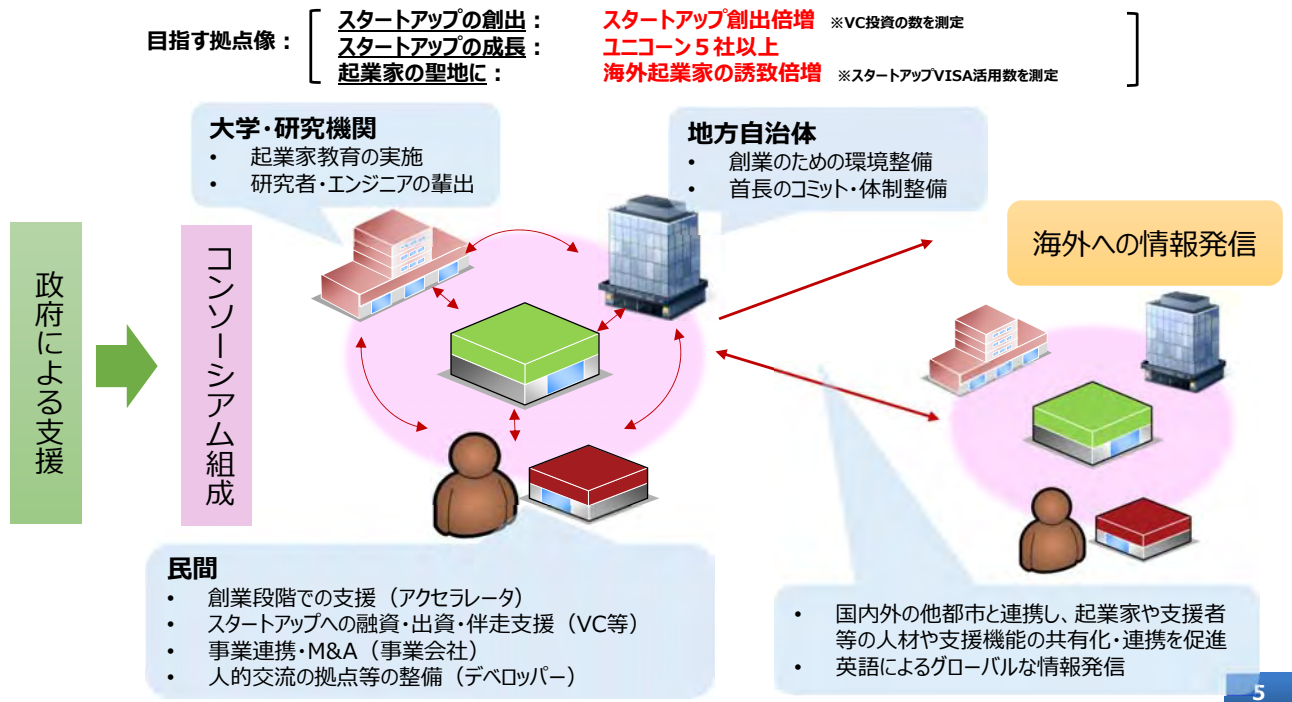 目指す拠点像：
スタートアップの創出： スタートアップ創出倍増 ※VC投資の数を測定
スタートアップの成長： ユニコーン５社以上
起業家の聖地に： 海外起業家の誘致倍増 ※スタートアップVISA活用数を測定
大学・研究機関
• 起業家教育の実施
• 研究者・エンジニアの輩出
地方自治体
• 創業のための環境整備
• 首長のコミット・体制整備
政府による支援
コンソーシアム組成
海外への情報発信
民間
• 創業段階での支援（アクセラレータ）
• スタートアップへの融資・出資・伴走支援（VC等）
• 事業連携・M&A（事業会社）
• 人的交流の拠点等の整備（デベロッパー）
• 国内外の他都市と連携し、起業家や支援者
等の人材や支援機能の共有化・連携を促進
• 英語によるグローバルな情報発信
5